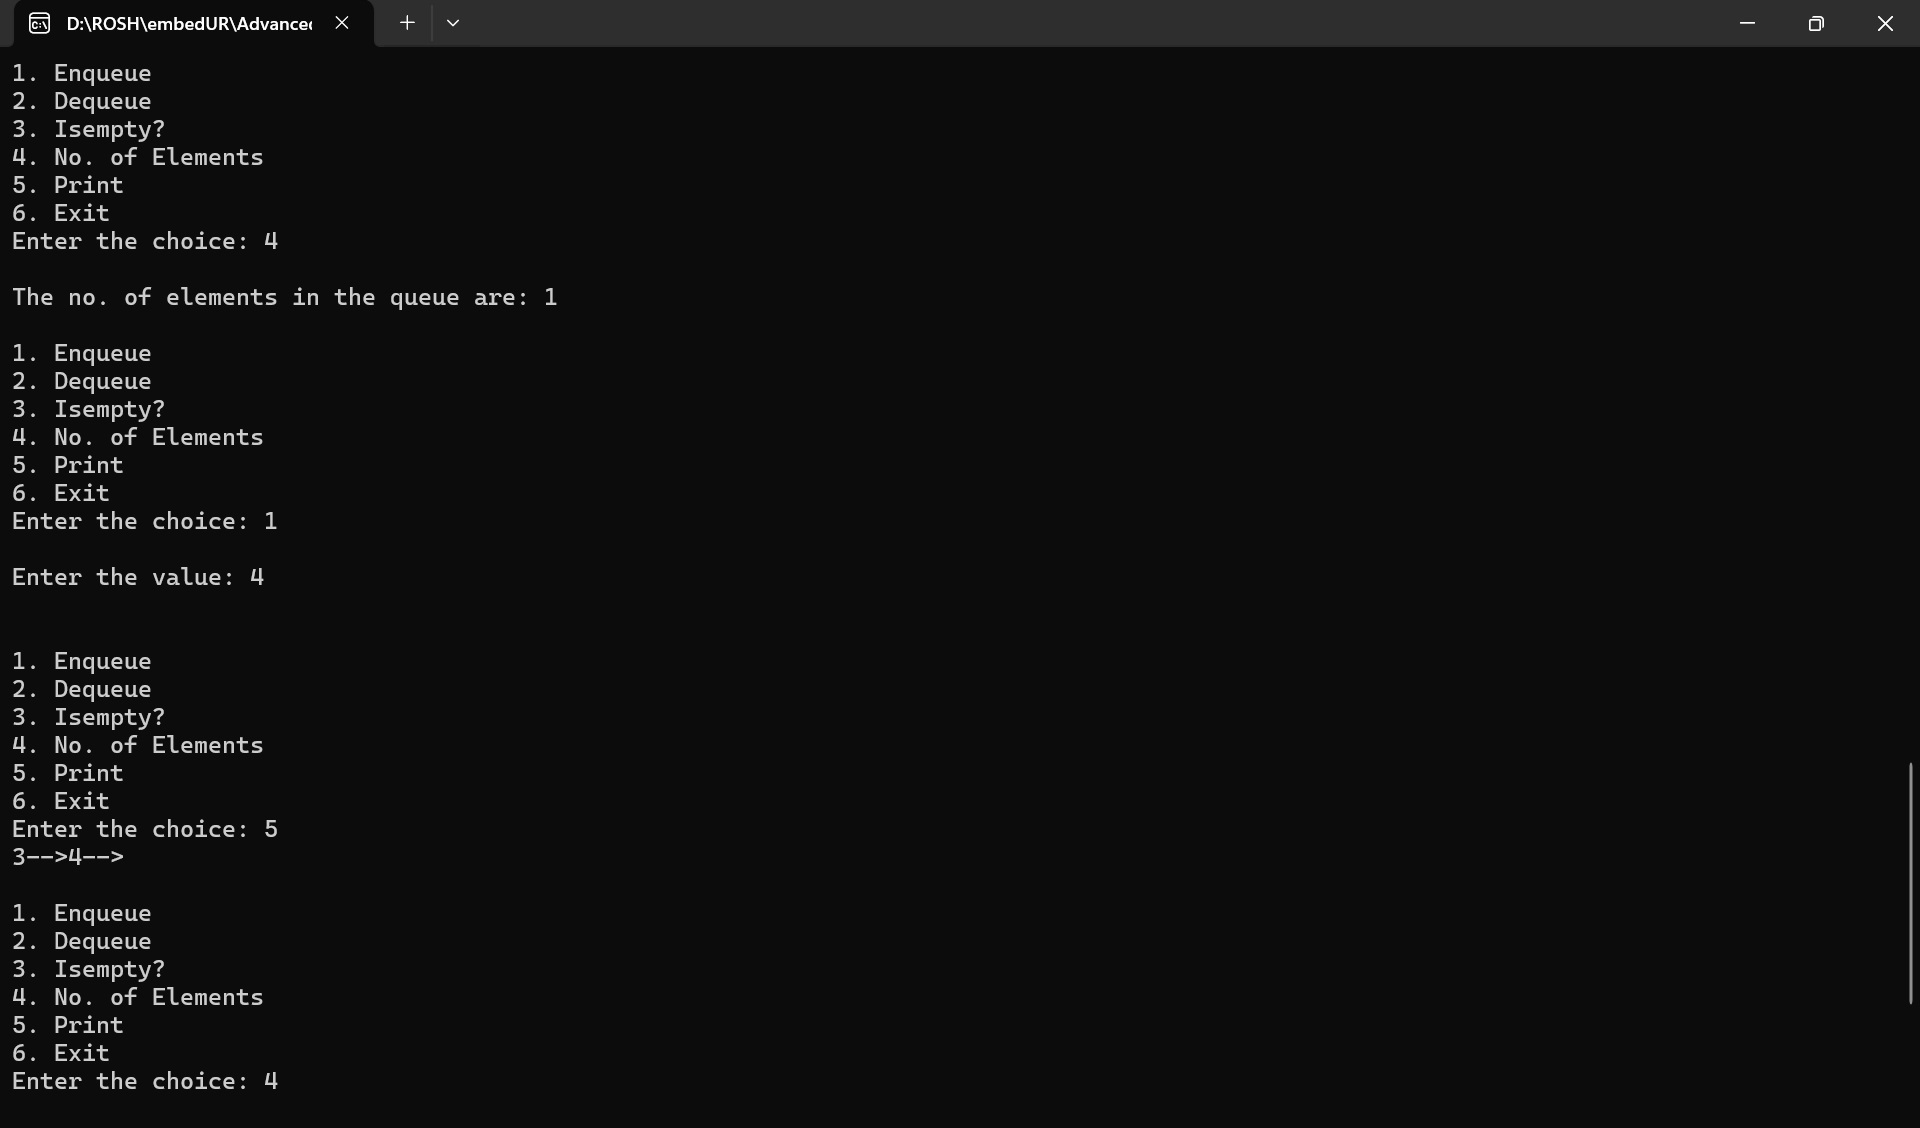 D:\ROSH\embedUR\Advanced
1. Enqueue
2. Dequeue
3. Isempty?
4. No. of Elements
5. Print
6. Exit
Enter the choice: 4
The no. of elements in the queue are: 1
1. Enqueue
2. Dequeue
3. Isempty?
4. No. of Elements
5. Print
6. Exit
Enter the choice: 1
Enter the value: 4
1. Enqueue
2. Dequeue
3. Isempty?
4. No. of Elements
5. Print
6. Exit
Enter the choice: 5
3-->4-->
1. Enqueue
2. Dequeue
3. Isempty?
4. No. of Elements
5. Print
6. Exit
Enter the choice: 4